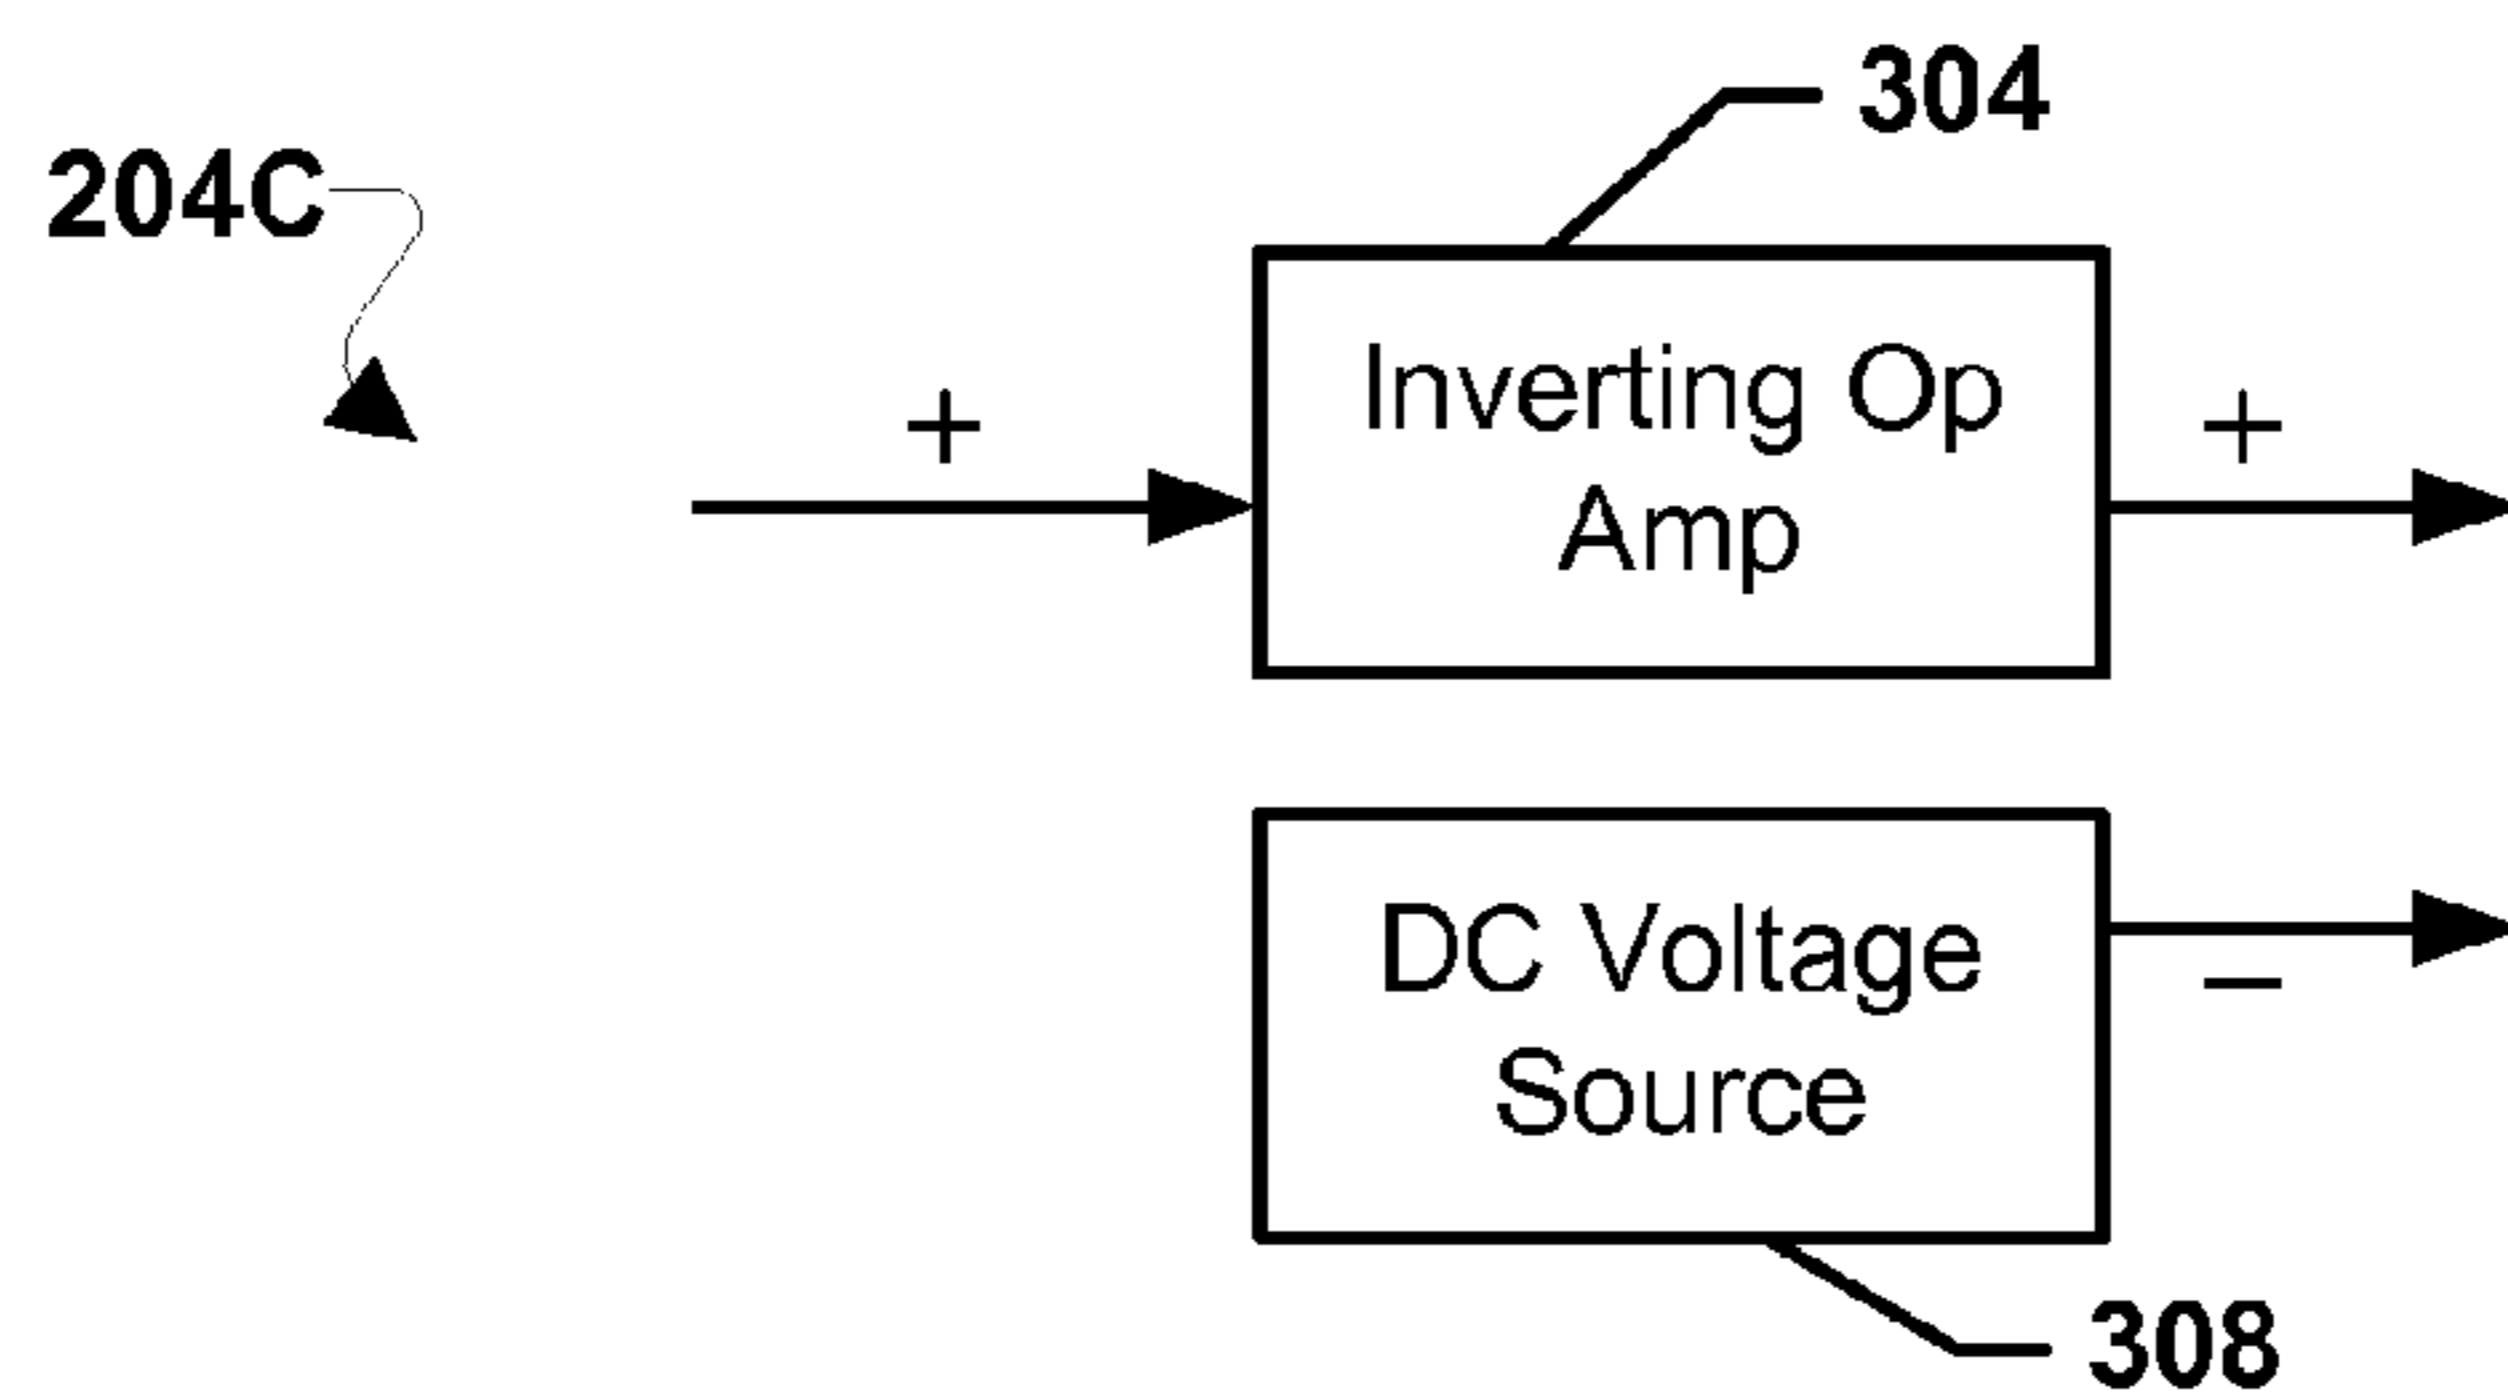 304
204C
Inverting Op
+ +
Amp
DC Voltage
−
Source
308